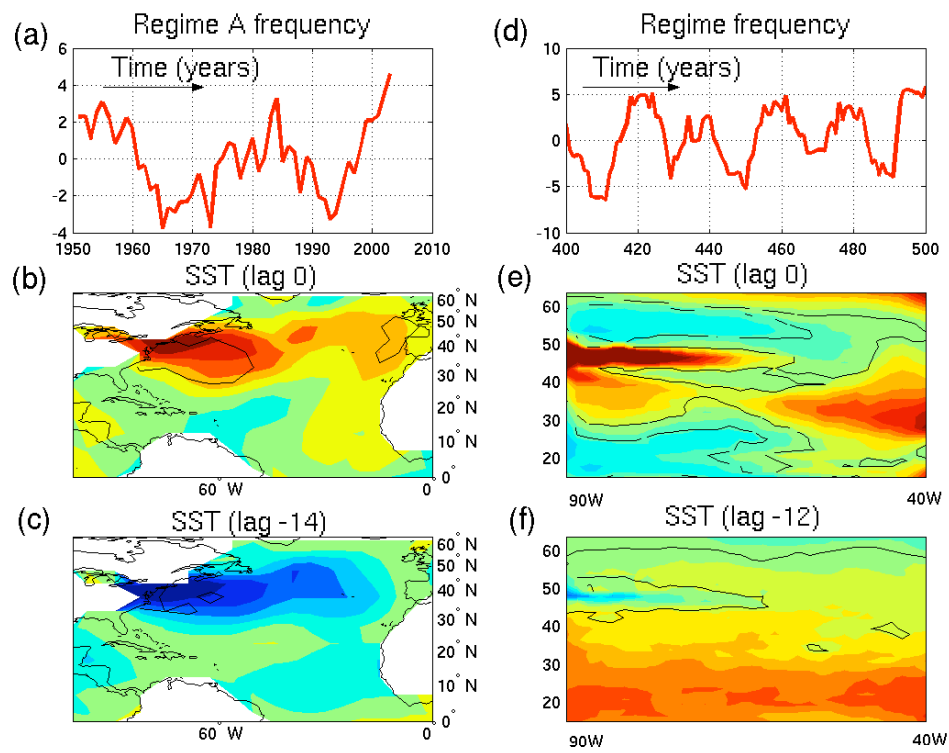 (a)
Regime A frequency
Time (years)
6
4
2
0
-2
-4
1950 1960 1970 1980 1990 2000 2010
(d)
Regime frequency
Time (years)
10
5
0
-5
-10
400 420 440 460 480 500
(b)
SST (lag 0)
60° N
50° N
40° N
30° N
20° N
10° N
0°
60° W
0°
(e)
SST (lag 0)
60
50
40
30
20
90W
40W
(c)
SST (lag -14)
60° N
50° N
40° N
30° N
20° N
10° N
0°
60° W
0°
(f)
SST (lag -12)
60
50
40
30
20
90W
40W